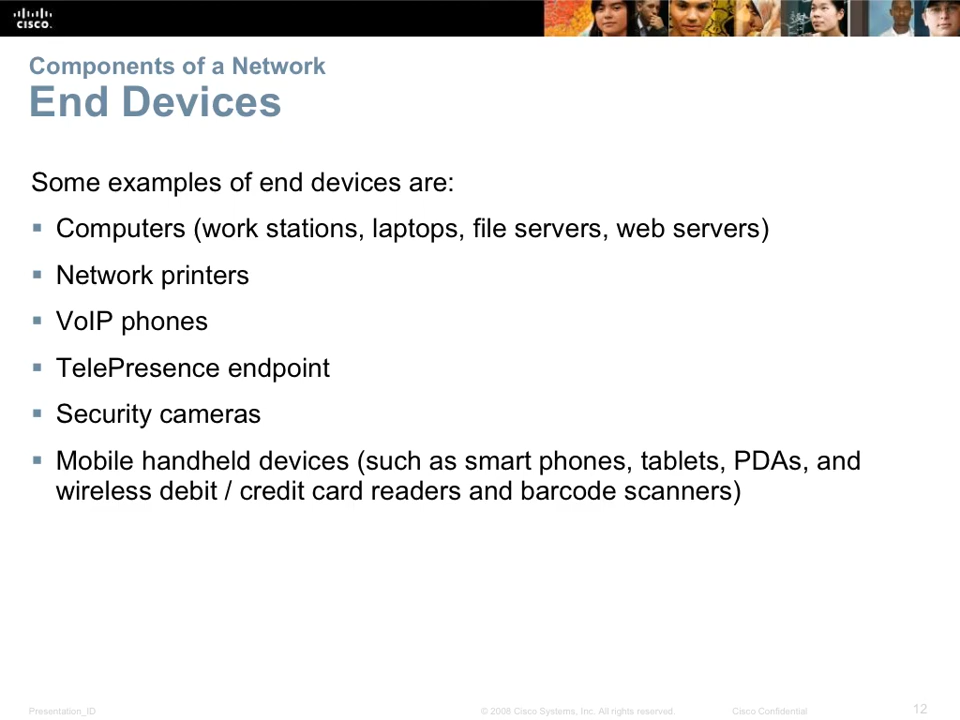 CISCO
Components of a Network
End Devices
Some examples of end devices are:
▪ Computers (work stations, laptops, file servers, web servers)
▪ Network printers
▪ VoIP phones
▪ TelePresence endpoint
▪ Security cameras
▪ Mobile handheld devices (such as smart phones, tablets, PDAs, and
wireless debit / credit card readers and barcode scanners)
Presentation_ID © 2008 Cisco Systems, Inc. All rights reserved. Cisco Confidential 12